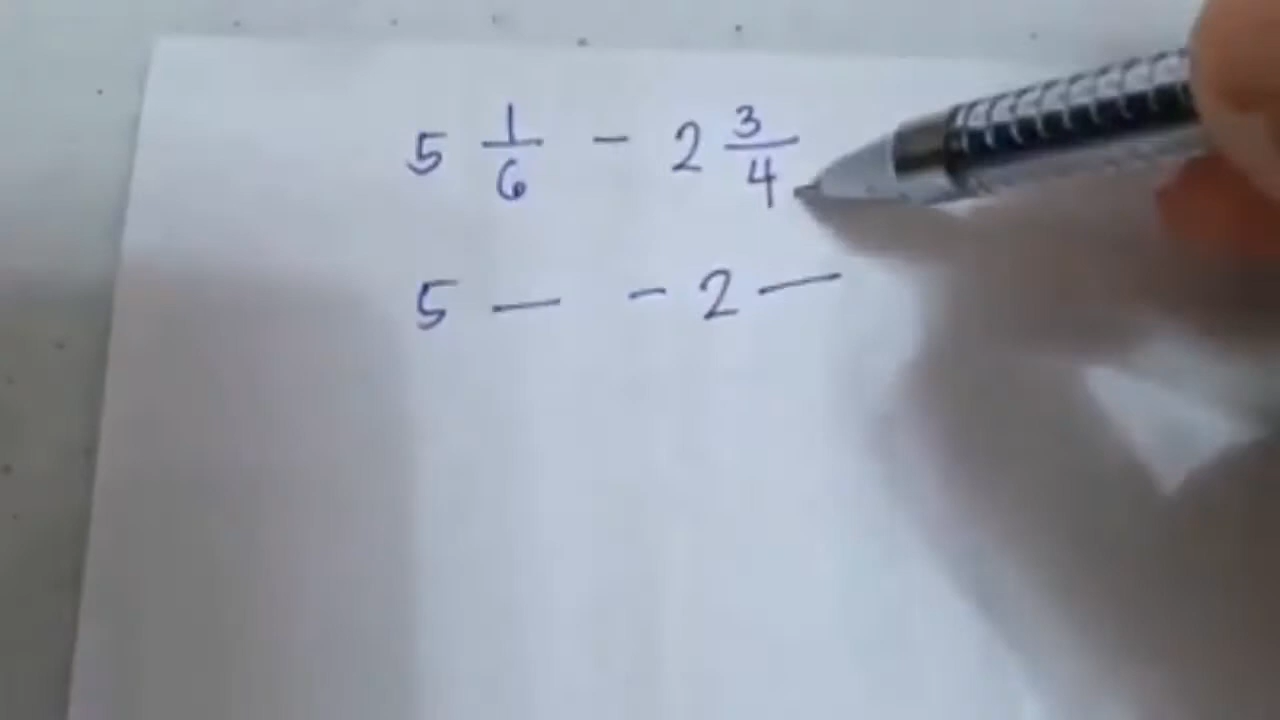 5 1/6 - 2 3/4
5 — - 2 —